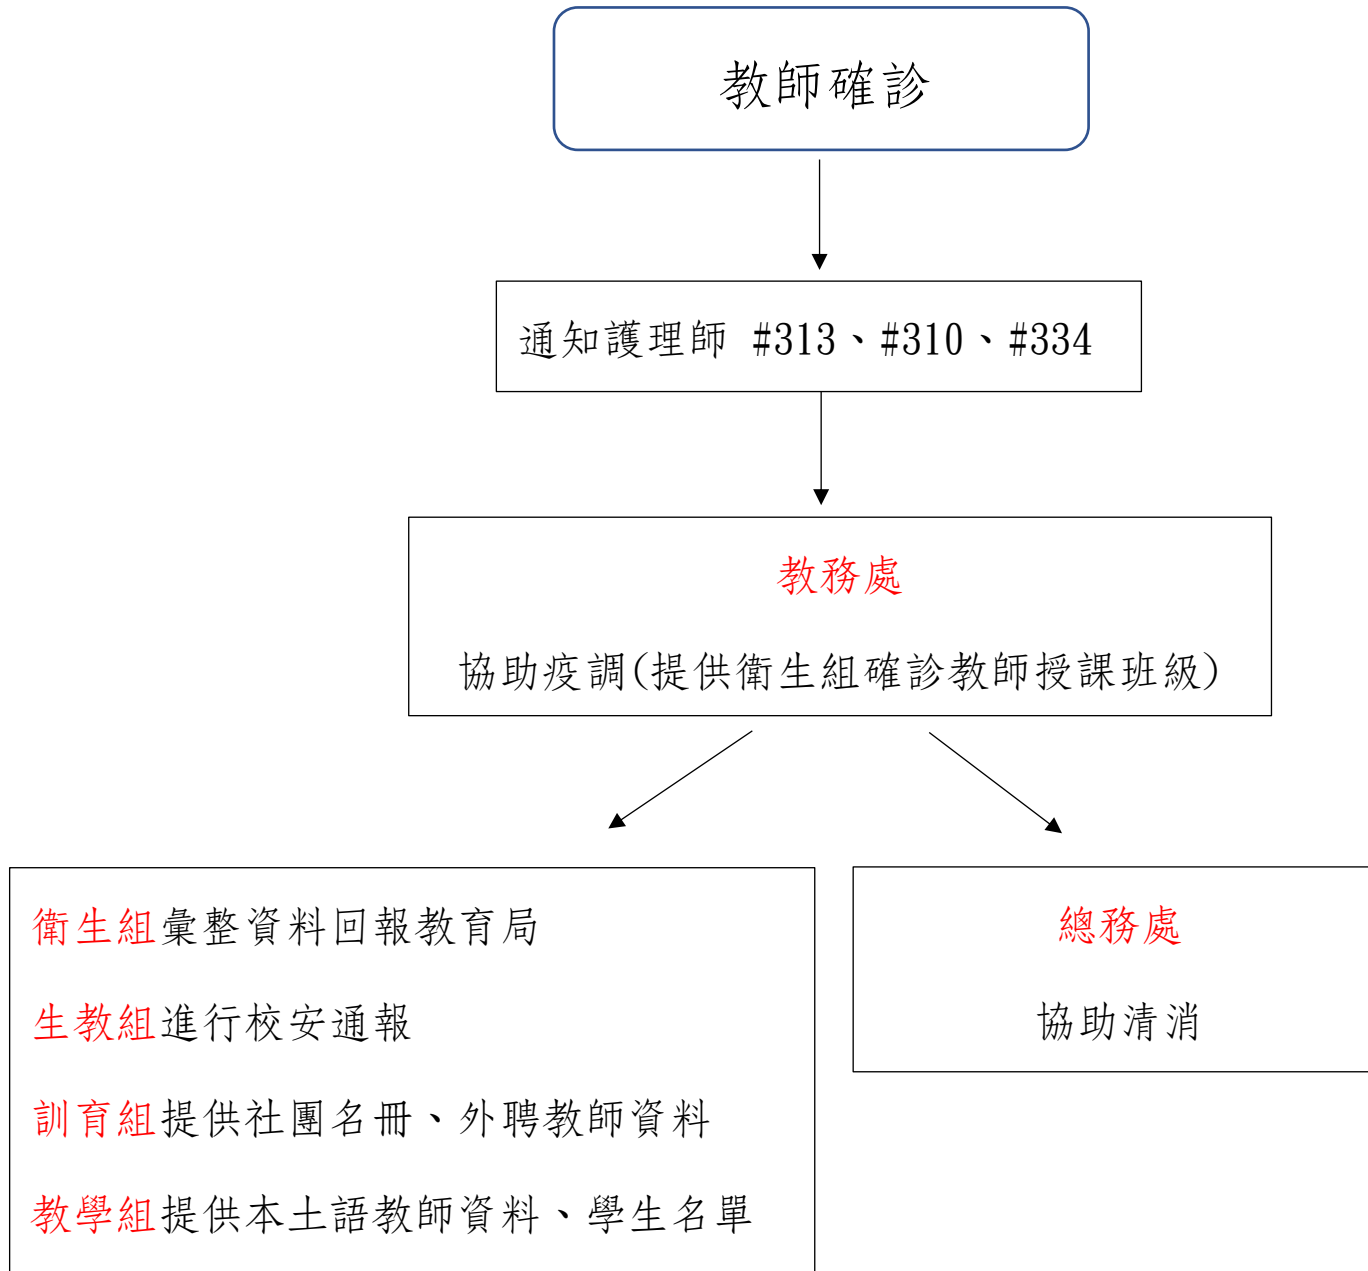 教師確診
通知護理師 #313、#310、#334
教務處
協助疫調(提供衛生組確診教師授課班級)
衛生組彙整資料回報教育局
生教組進行校安通報
訓育組提供社團名冊、外聘教師資料
教學組提供本土語教師資料、學生名單
總務處
協助清消